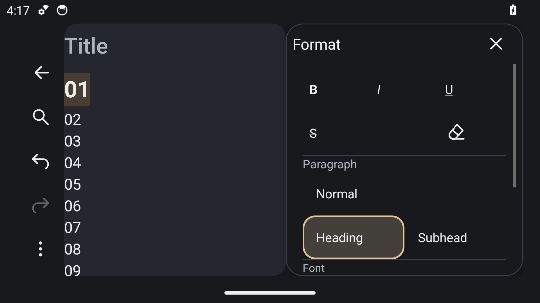 4:17
Title
01
02
03
04
05
06
07
08
09
Format
B
I
U
S
Paragraph
Normal
Heading Subhead
Font